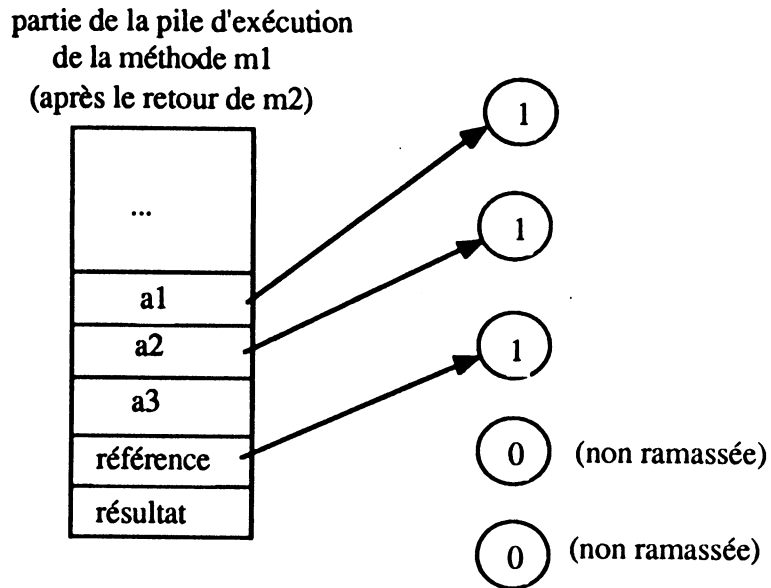 partie de la pile d'exécution
de la méthode m1
(après le retour de m2)
1
...
1
a1
a2
1
a3
référence
0 (non ramassée)
résultat
0 (non ramassée)